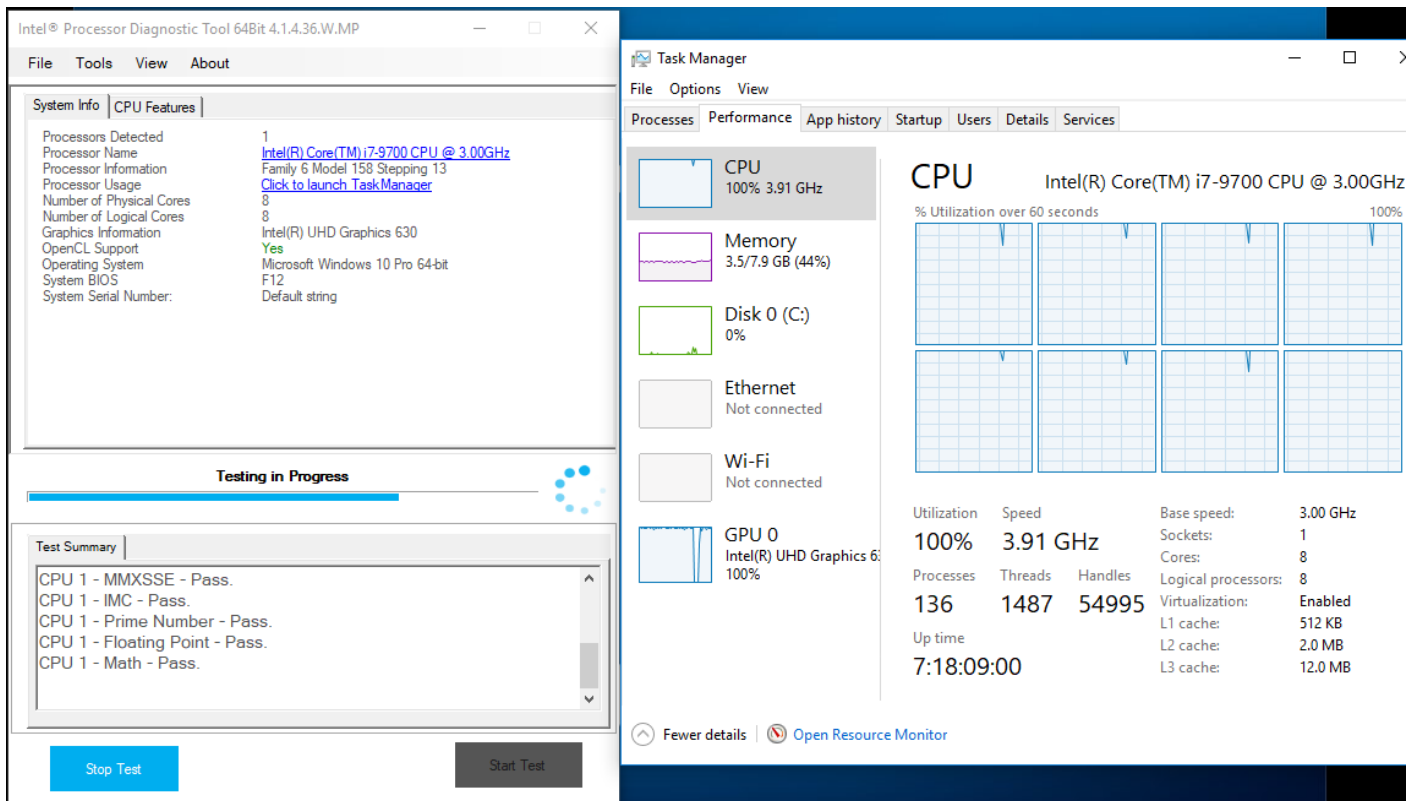 Intel® Processor Diagnostic Tool 64Bit 4.1.4.36.W.MP
File Tools View About
System Info CPU Features
Processors Detected 1
Processor Name Intel(R) Core(TM) i7-9700 CPU @ 3.00GHz
Processor Information Family 6 Model 158 Stepping 13
Processor Usage Click to launch TaskManager
Number of Physical Cores 8
Number of Logical Cores 8
Graphics Information Intel(R) UHD Graphics 630
OpenCL Support Yes
Operating System Microsoft Windows 10 Pro 64-bit
System BIOS F12
System Serial Number: Default string
Testing in Progress
Test Summary
CPU 1 - MMXSSE - Pass.
CPU 1 - IMC - Pass.
CPU 1 - Prime Number - Pass.
CPU 1 - Floating Point - Pass.
CPU 1 - Math - Pass.
Stop Test Start Test
Task Manager
File Options View
Processes Performance App history Startup Users Details Services
CPU
100% 3.91 GHz
Memory
3.5/7.9 GB (44%)
Disk 0 (C:)
0%
Ethernet
Not connected
Wi-Fi
Not connected
GPU 0
Intel(R) UHD Graphics 6
100%
CPU Intel(R) Core(TM) i7-9700 CPU @ 3.00GHz
% Utilization over 60 seconds 100%
Utilization Speed
100% 3.91 GHz
Processes Threads Handles
136 1487 54995
Up time
7:18:09:00
Base speed: 3.00 GHz
Sockets: 1
Cores: 8
Logical processors: 8
Virtualization: Enabled
L1 cache: 512 KB
L2 cache: 2.0 MB
L3 cache: 12.0 MB
Fewer details Open Resource Monitor